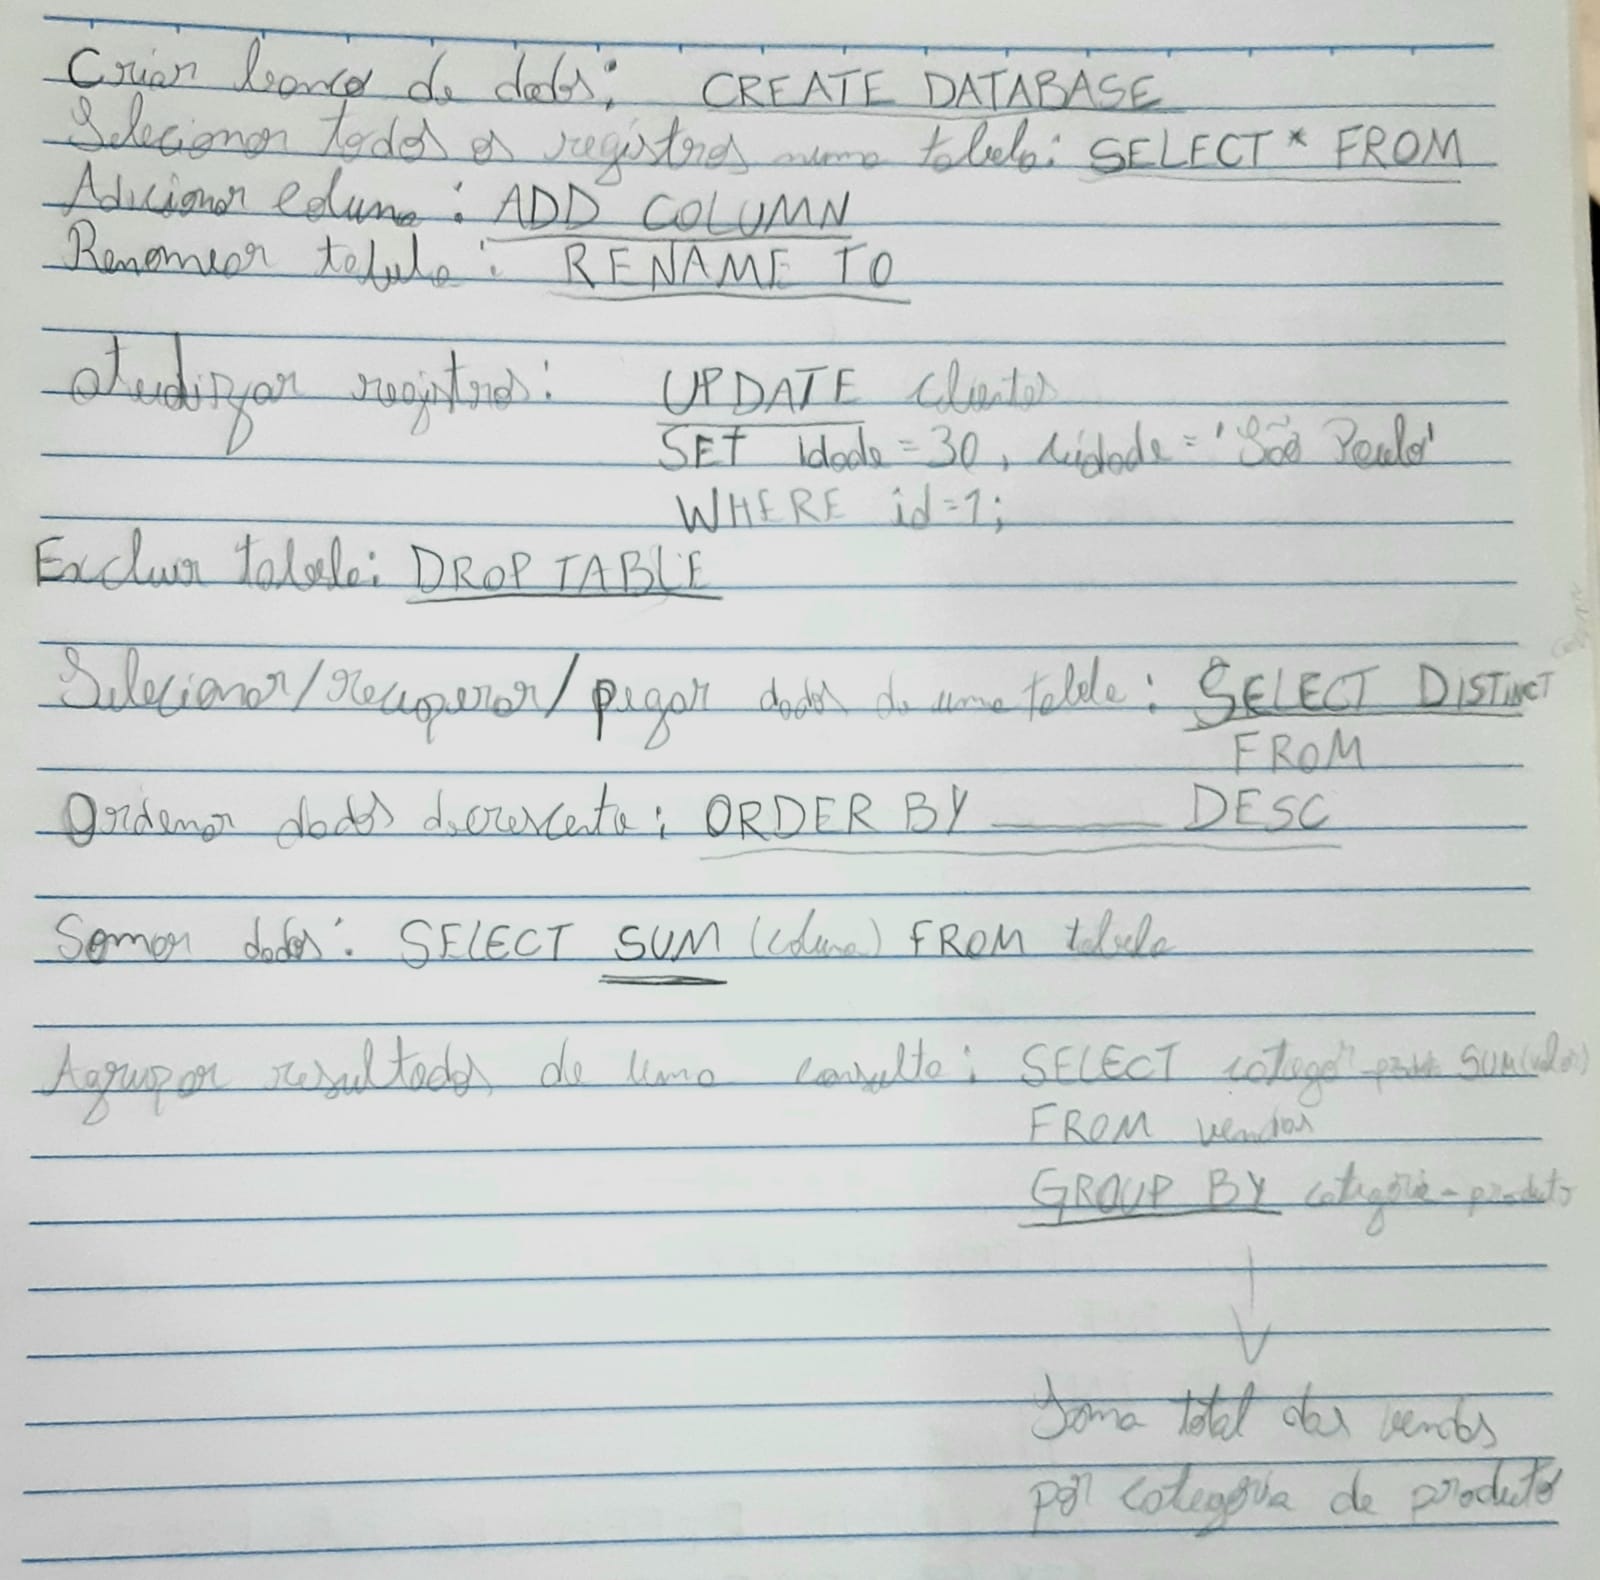 Criar banco de dados: CREATE DATABASE
Selecionar todos os registros numa tabela: SELECT * FROM
Adicionar coluna: ADD COLUMN
Renomear tabela: RENAME TO
atualizar registros: UPDATE clientes
SET idade = 30, cidade = 'São Paulo'
WHERE id=1;
Excluir tabela: DROP TABLE
Selecionar/recuperar/pegar dados de uma tabela: SELECT DISTINCT
FROM
Ordenar dados decrescente: ORDER BY ____ DESC
Somar dados: SELECT SUM (coluna) FROM tabela
Agrupar resultados de uma consulta: SELECT SUM(valor)
FROM vendas
GROUP BY categoria-produto
Soma total das vendas
por categoria de produto